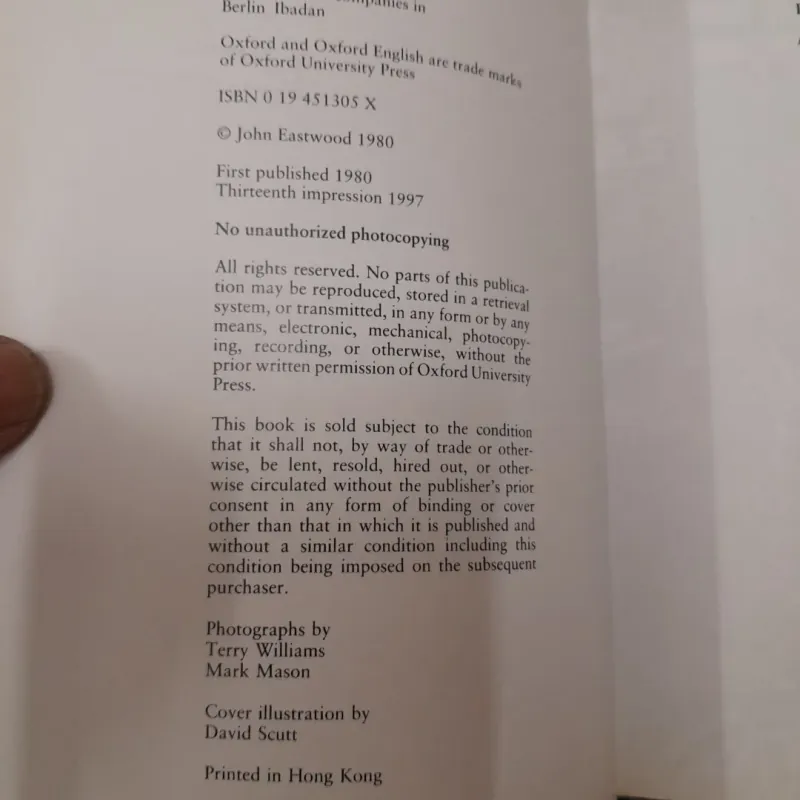 companies in
Berlin Ibadan
Oxford and Oxford English are trade marks
of Oxford University Press
ISBN 0 19 451305 X
© John Eastwood 1980
First published 1980
Thirteenth impression 1997
No unauthorized photocopying
All rights reserved. No parts of this publica-
tion may be reproduced, stored in a retrieval
system, or transmitted, in any form or by any
means, electronic, mechanical, photocopy-
ing, recording, or otherwise, without the
prior written permission of Oxford University
Press.
This book is sold subject to the condition
that it shall not, by way of trade or other-
wise, be lent, resold, hired out, or other-
wise circulated without the publisher's prior
consent in any form of binding or cover
other than that in which it is published and
without a similar condition including this
condition being imposed on the subsequent
purchaser.
Photographs by
Terry Williams
Mark Mason
Cover illustration by
David Scutt
Printed in Hong Kong